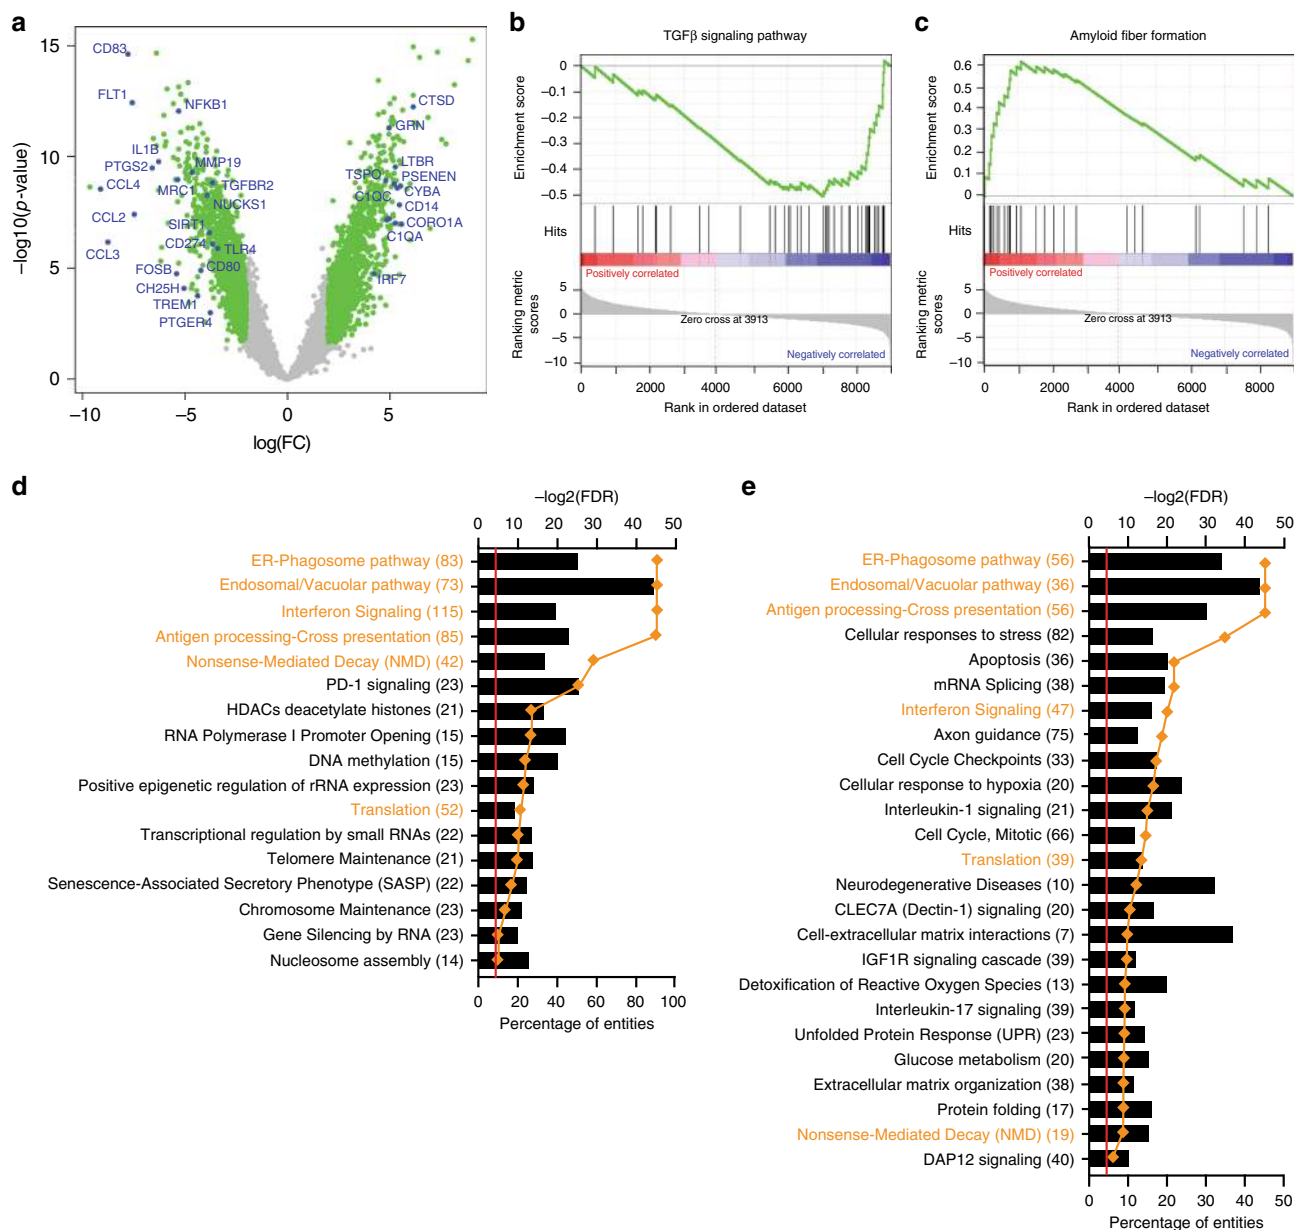 a
15
10
5
0
−10
−5
0
5
−log10(p-value)
log(FC)
CD83
FLT1
NFKB1
IL1B
PTGS2
MMP19
CCL4
MRC1
TGFBR2
NUCKS1
CCL2
SIRT1
CCL3
CD274
TLR4
FOSB
CD80
CH25H
TREM1
PTGER4
CTSD
GRN
LTBR
TSPO
PSENEN
C1QC
CYBA
CD14
CORO1A
C1QA
IRF7
b
TGFβ signaling pathway
Enrichment score
0
−0.1
−0.2
−0.3
−0.4
−0.5
Hits
Positively correlated
Ranking metric
scores
5
0
−5
−10
Zero cross at 3913
Negatively correlated
0
2000
4000
6000
8000
Rank in ordered dataset
c
Amyloid fiber formation
Enrichment score
0.6
0.5
0.4
0.3
0.2
0.1
0
Hits
Positively correlated
Ranking metric
scores
5
0
−5
−10
Zero cross at 3913
Negatively correlated
0
2000
4000
6000
8000
Rank in ordered dataset
d
−log2(FDR)
0 10 20 30 40 50
ER-Phagosome pathway (83)
Endosomal/Vacuolar pathway (73)
Interferon Signaling (115)
Antigen processing-Cross presentation (85)
Nonsense-Mediated Decay (NMD) (42)
PD-1 signaling (23)
HDACs deacetylate histones (21)
RNA Polymerase I Promoter Opening (15)
DNA methylation (15)
Positive epigenetic regulation of rRNA expression (23)
Translation (52)
Transcriptional regulation by small RNAs (22)
Telomere Maintenance (21)
Senescence-Associated Secretory Phenotype (SASP) (22)
Chromosome Maintenance (23)
Gene Silencing by RNA (23)
Nucleosome assembly (14)
0 20 40 60 80 100
Percentage of entities
e
−log2(FDR)
0 10 20 30 40 50
ER-Phagosome pathway (56)
Endosomal/Vacuolar pathway (36)
Antigen processing-Cross presentation (56)
Cellular responses to stress (82)
Apoptosis (36)
mRNA Splicing (38)
Interferon Signaling (47)
Axon guidance (75)
Cell Cycle Checkpoints (33)
Cellular response to hypoxia (20)
Interleukin-1 signaling (21)
Cell Cycle, Mitotic (66)
Translation (39)
Neurodegenerative Diseases (10)
CLEC7A (Dectin-1) signaling (20)
Cell-extracellular matrix interactions (7)
IGF1R signaling cascade (39)
Detoxification of Reactive Oxygen Species (13)
Interleukin-17 signaling (39)
Unfolded Protein Response (UPR) (23)
Glucose metabolism (20)
Extracellular matrix organization (38)
Protein folding (17)
Nonsense-Mediated Decay (NMD) (19)
DAP12 signaling (40)
0 10 20 30 40 50
Percentage of entities